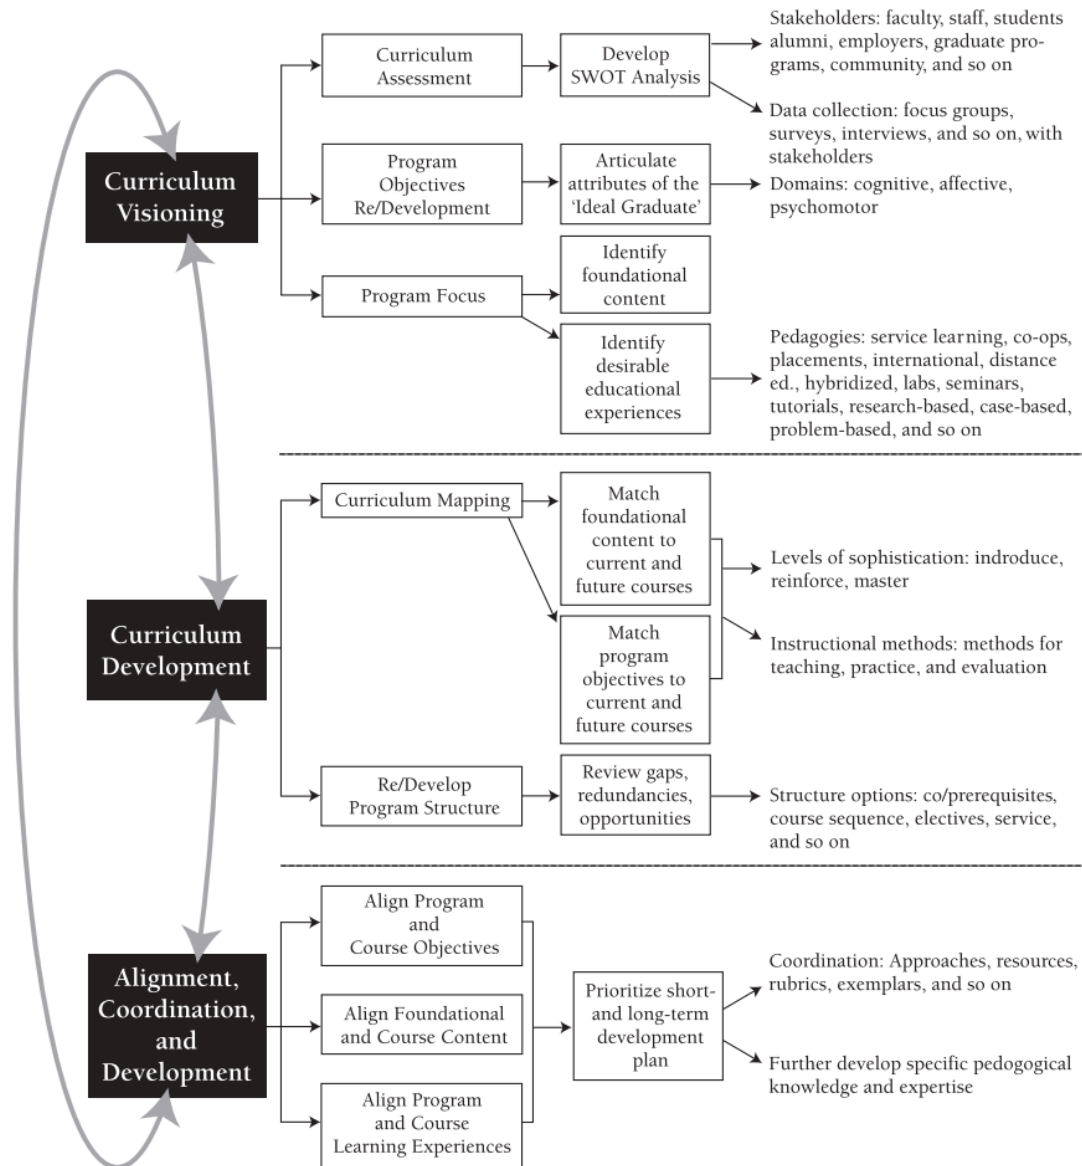 Curriculum
Visioning
Curriculum
Assessment
Develop
SWOT Analysis
Stakeholders: faculty, staff, students
alumni, employers, graduate pro-
grams, community, and so on
Data collection: focus groups,
surveys, interviews, and so on, with
stakeholders
Program
Objectives
Re/Development
Articulate
attributes of the
‘Ideal Graduate’
Domains: cognitive, affective,
psychomotor
Program Focus
Identify
foundational
content
Identify
desirable
educational
experiences
Pedagogies: service learning, co-ops,
placements, international, distance
ed., hybridized, labs, seminars,
tutorials, research-based, case-based,
problem-based, and so on
Curriculum
Development
Curriculum Mapping
Match
foundational
content to
current and
future courses
Match
program
objectives to
current and
future courses
Levels of sophistication: indroduce,
reinforce, master
Instructional methods: methods for
teaching, practice, and evaluation
Re/Develop
Program Structure
Review gaps,
redundancies,
opportunities
Structure options: co/prerequisites,
course sequence, electives, service,
and so on
Alignment,
Coordination,
and
Development
Align Program
and
Course Objectives
Align Foundational
and Course Content
Align Program
and Course
Learning Experiences
Prioritize short-
and long-term
development
plan
Coordination: Approaches, resources,
rubrics, exemplars, and so on
Further develop specific pedogogical
knowledge and expertise